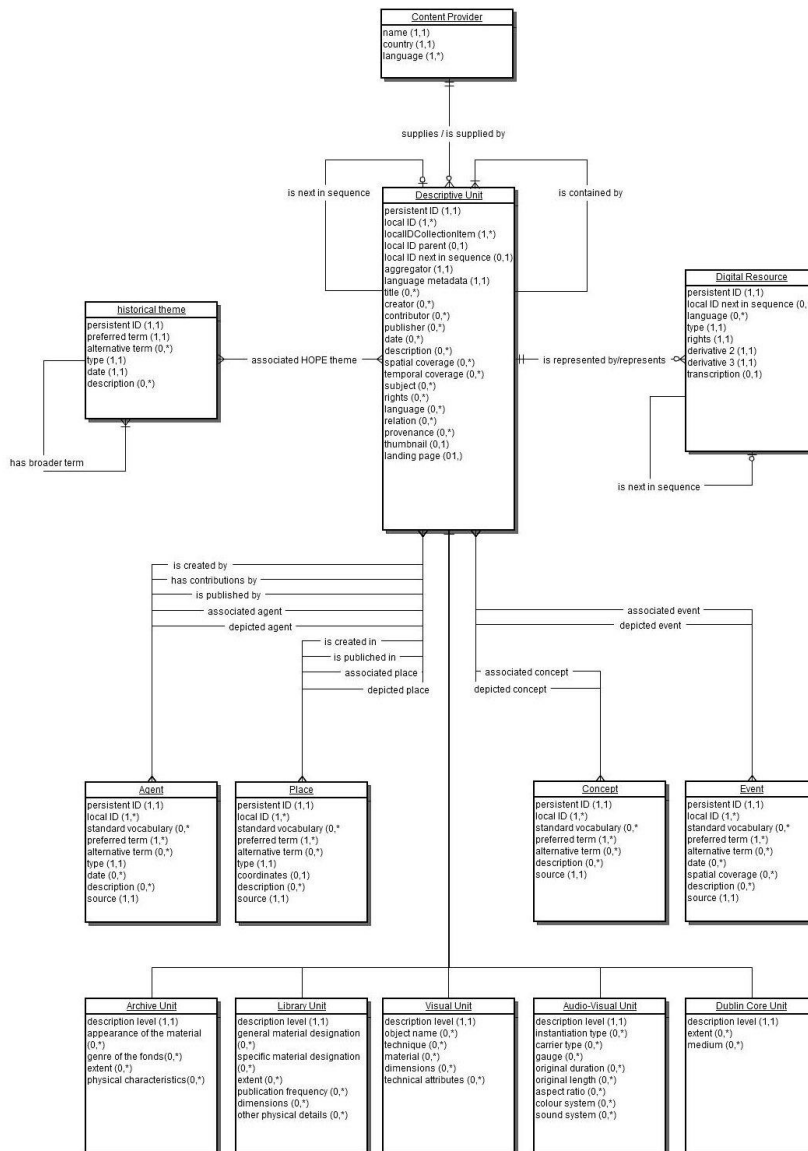 Content Provider
name (1,1)
country (1,1)
language (1,*)
supplies / is supplied by
is next in sequence
is contained by
Descriptive Unit
persistent ID (1,1)
local ID (1,*)
localIDCollectionItem (1,*)
local ID parent (0,1)
local ID next in sequence (0,1)
aggregator (1,1)
language metadata (1,1)
title (0,*)
creator (0,*)
contributor (0,*)
publisher (0,*)
date (0,*)
description (0,*)
spatial coverage (0,*)
temporal coverage (0,*)
subject (0,*)
rights (0,*)
language (0,*)
relation (0,*)
provenance (0,*)
thumbnail (0,1)
landing page (01,)
historical theme
persistent ID (1,1)
preferred term (1,1)
alternative term (0,*)
type (1,1)
date (1,1)
description (0,*)
associated HOPE theme
has broader term
Digital Resource
persistent ID (1,1)
local ID next in sequence (0,
language (0,*)
type (1,1)
rights (1,1)
derivative 2 (1,1)
derivative 3 (1,1)
transcription (0,1)
is represented by/represents
is next in sequence
is created by
has contributions by
is published by
associated agent
depicted agent
is created in
is publiched in
associated place
depicted place
associated event
depicted event
associated concept
depicted concept
Agent
persistent ID (1,1)
local ID (1,*)
standard vocabulary (0,*
preferred term (1,*)
alternative term (0,*)
type (1,1)
date (0,*)
description (0,*)
source (1,1)
Place
persistent ID (1,1)
local ID (1,*)
standard vocabulary (0,*
preferred term (1,*)
alternative term (0,*)
type (1,1)
coordinates (0,1)
description (0,*)
source (1,1)
Concept
persistent ID (1,1)
local ID (1,*)
standard vocabulary (0,*
preferred term (1,*)
alternative term (0,*)
description (0,*)
source (1,1)
Event
persistent ID (1,1)
local ID (1,*)
standard vocabulary (0,*)
preferred term (1,*)
alternative term (0,*)
date (0,*)
spatial coverage (0,*)
description (0,*)
source (1,1)
Archive Unit
description level (1,1)
appearance of the material
(0,*)
genre of the fonds(0,*)
extent (0,*)
physical characteristics(0,*)
Library Unit
description level (1,1)
general material designation
(0,*)
specific material designation
(0,*)
extent (0,*)
publication frequency (0,*)
dimensions (0,*)
other physical details (0,*)
Visual Unit
description level (1,1)
object name (0,*)
technique (0,*)
material (0,*)
dimensions (0,*)
technical attributes (0,*)
Audio-Visual Unit
description level (1,1)
instantiation type (0,*)
carrier type (0,*)
gauge (0,*)
original duration (0,*)
original length (0,*)
aspect ratio (0,*)
colour system (0,*)
sound system (0,*)
Dublin Core Unit
description level (1,1)
extent (0,*)
medium (0,*)